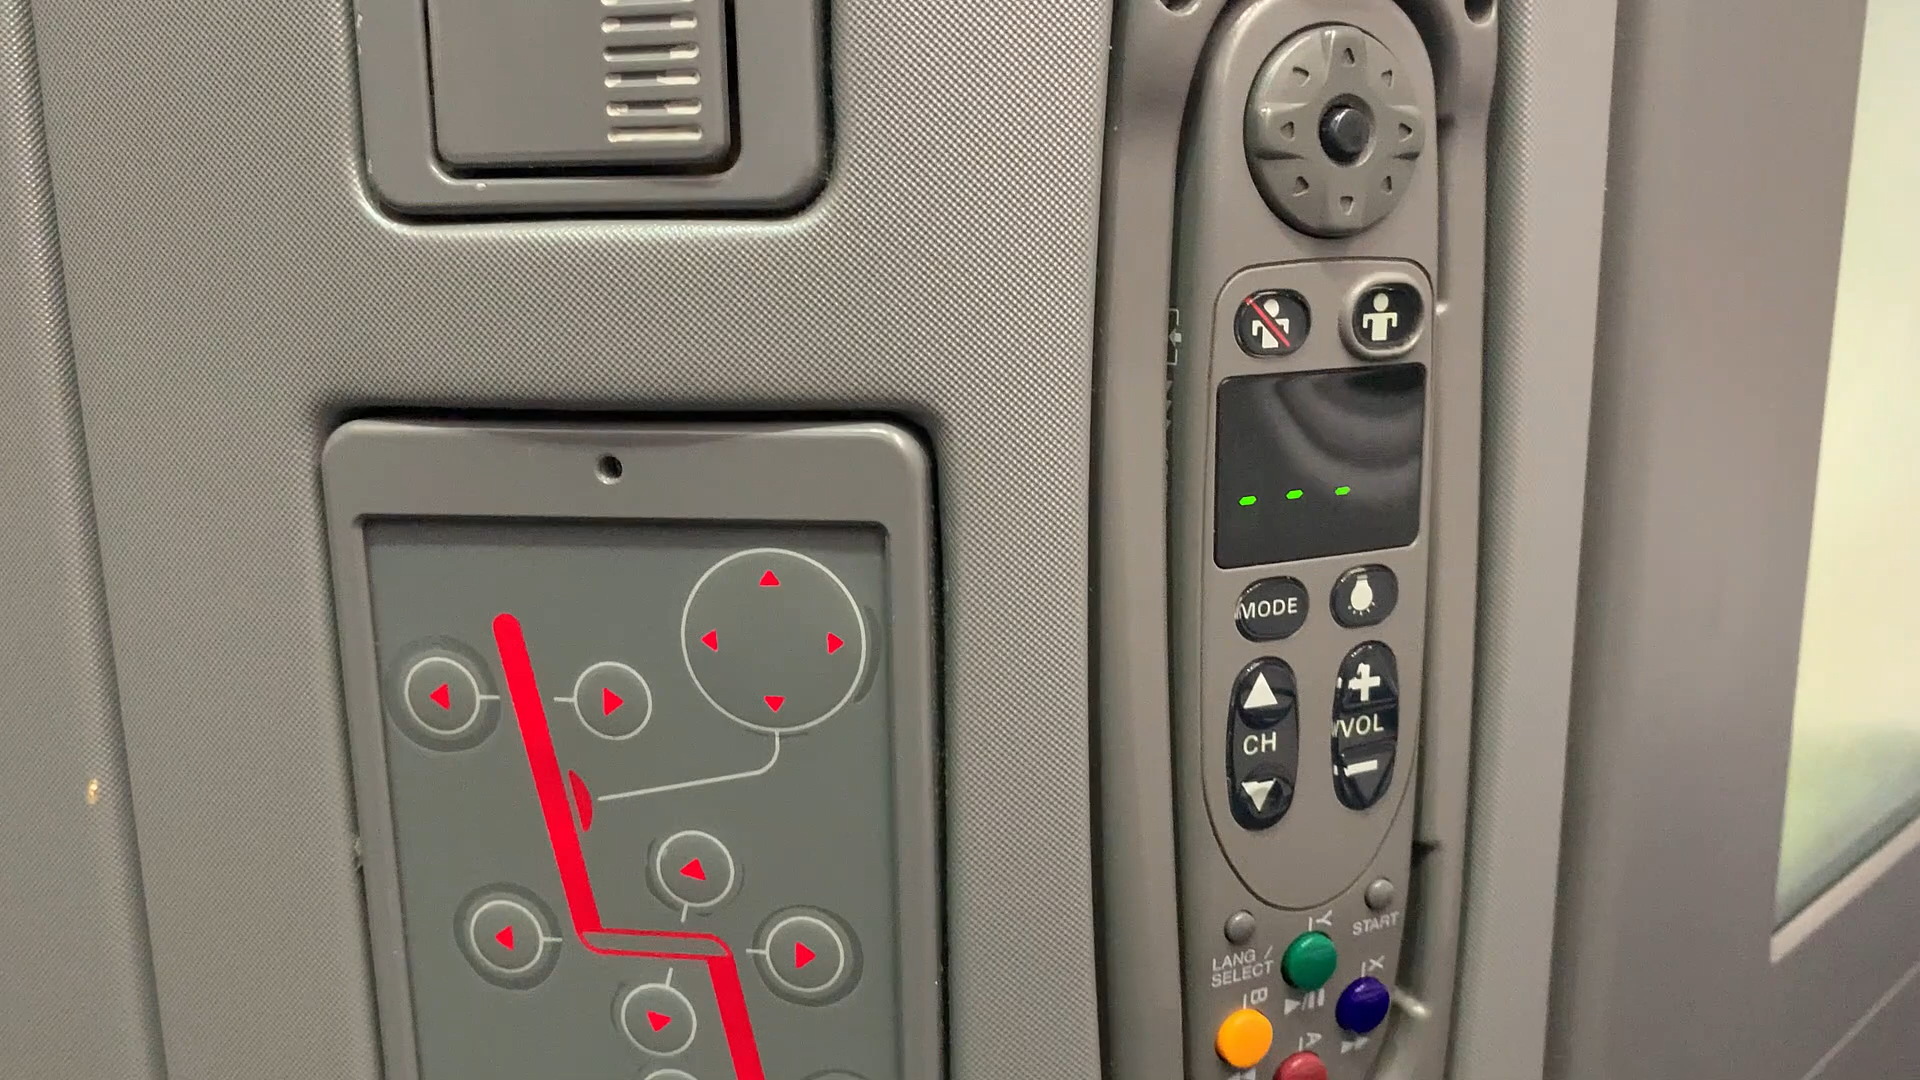 MODE
CH
VOL
START
LANG /
SELECT
Y
X
B
A